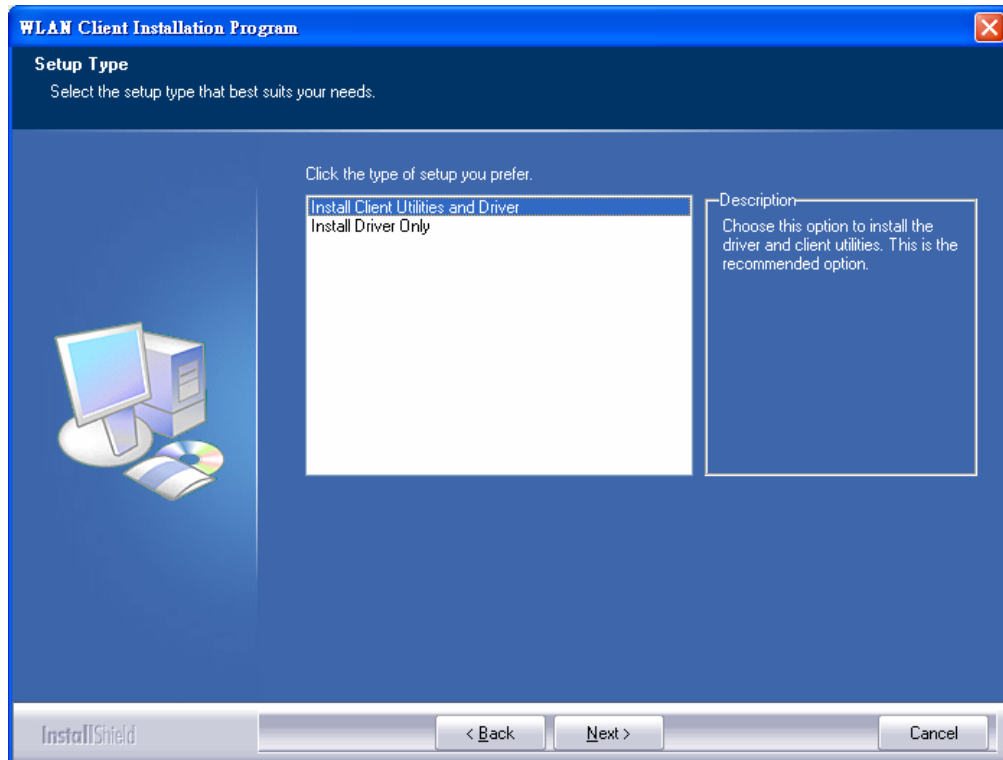 WLAN Client Installation Program
Setup Type
Select the setup type that best suits your needs.
Click the type of setup you prefer.
Install Client Utilities and Driver
Install Driver Only
Description
Choose this option to install the
driver and client utilities. This is the
recommended option.
InstallShield
< Back
Next >
Cancel